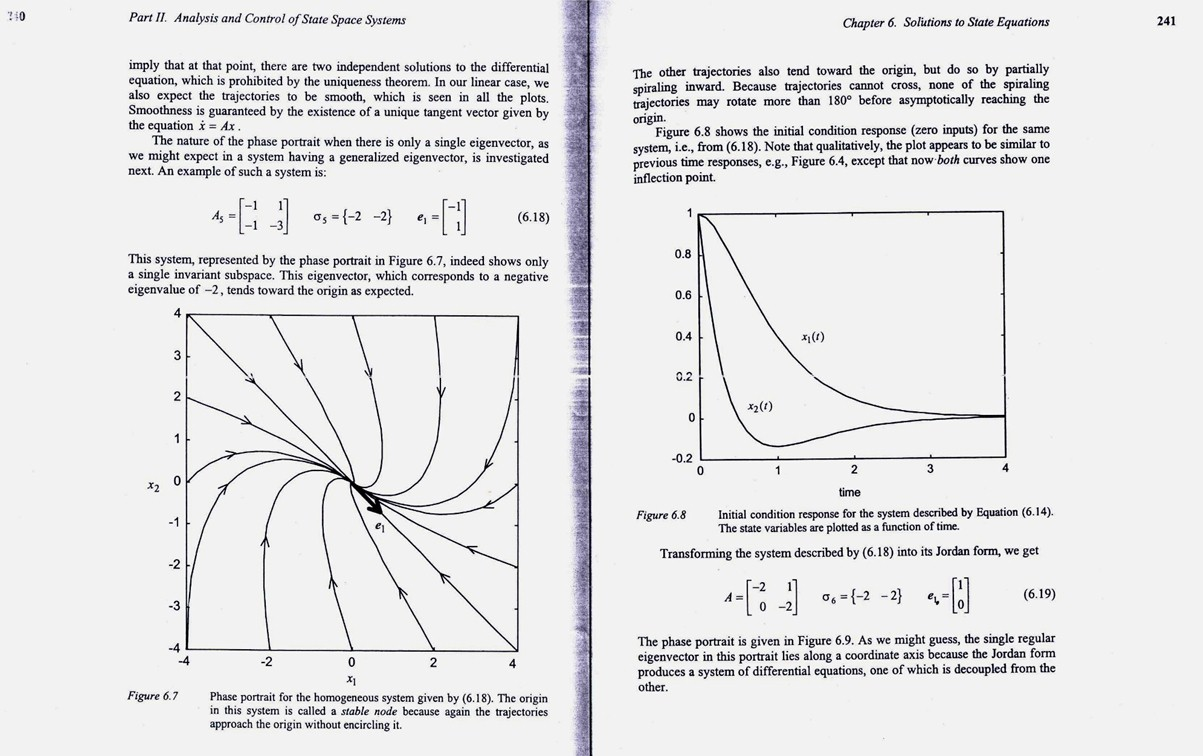 240
Part II. Analysis and Control of State Space Systems
imply that at that point, there are two independent solutions to the differential
equation, which is prohibited by the uniqueness theorem. In our linear case, we
also expect the trajectories to be smooth, which is seen in all the plots.
Smoothness is guaranteed by the existence of a unique tangent vector given by
the equation ẋ = Ax .
The nature of the phase portrait when there is only a single eigenvector, as
we might expect in a system having a generalized eigenvector, is investigated
next. An example of such a system is:
A₅ = [-1 1; -1 -3] σ₅ = {-2 -2} e₁ = [-1; 1] (6.18)
This system, represented by the phase portrait in Figure 6.7, indeed shows only
a single invariant subspace. This eigenvector, which corresponds to a negative
eigenvalue of −2, tends toward the origin as expected.
4
3
2
1
x₂ 0
e₁
-1
-2
-3
-4
-4 -2 0 2 4
x₁
Figure 6.7 Phase portrait for the homogeneous system given by (6.18). The origin
in this system is called a stable node because again the trajectories
approach the origin without encircling it.
Chapter 6. Solutions to State Equations 241
The other trajectories also tend toward the origin, but do so by partially
spiraling inward. Because trajectories cannot cross, none of the spiraling
trajectories may rotate more than 180° before asymptotically reaching the
origin.
Figure 6.8 shows the initial condition response (zero inputs) for the same
system, i.e., from (6.18). Note that qualitatively, the plot appears to be similar to
previous time responses, e.g., Figure 6.4, except that now both curves show one
inflection point.
1
0.8
0.6
0.4 x₁(t)
0.2
x₂(t)
0
-0.2
0 1 2 3 4
time
Figure 6.8 Initial condition response for the system described by Equation (6.14).
The state variables are plotted as a function of time.
Transforming the system described by (6.18) into its Jordan form, we get
A = [-2 1; 0 -2] σ₆ = {-2 -2} e₁ = [1; 0] (6.19)
The phase portrait is given in Figure 6.9. As we might guess, the single regular
eigenvector in this portrait lies along a coordinate axis because the Jordan form
produces a system of differential equations, one of which is decoupled from the
other.